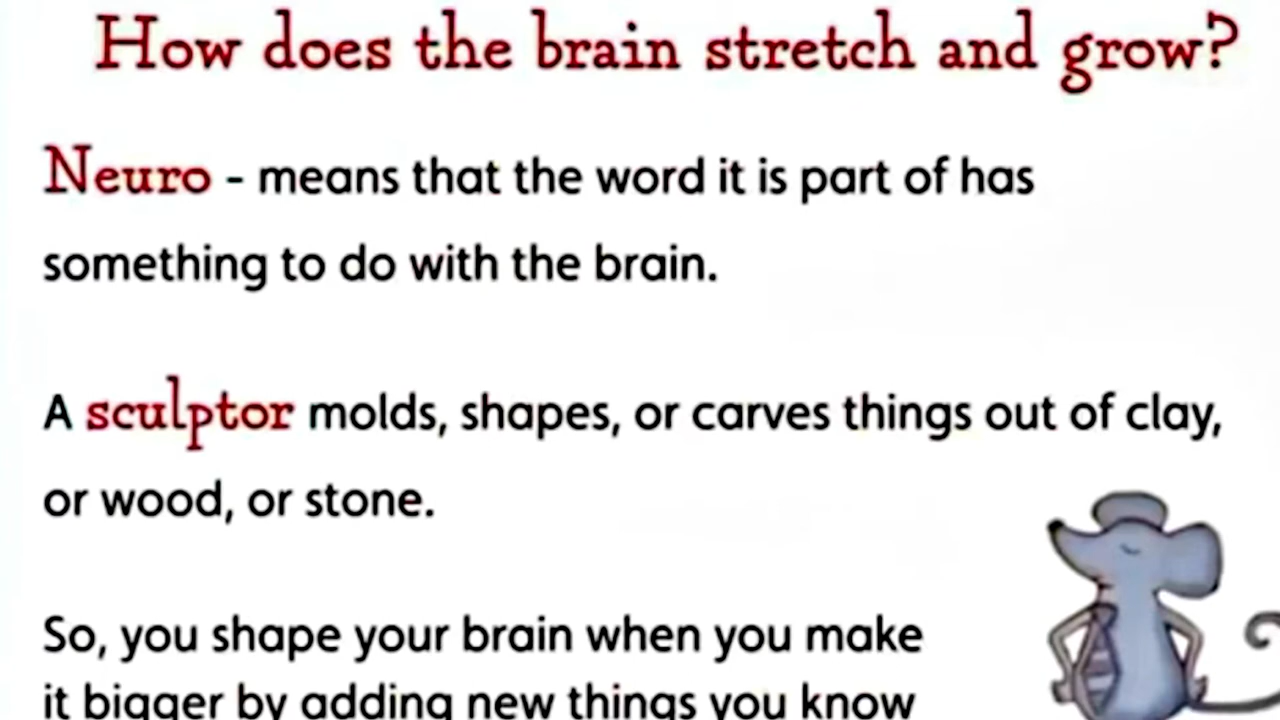 How does the brain stretch and grow?
Neuro - means that the word it is part of has
something to do with the brain.
A sculptor molds, shapes, or carves things out of clay,
or wood, or stone.
So, you shape your brain when you make
it bigger by adding new things you know